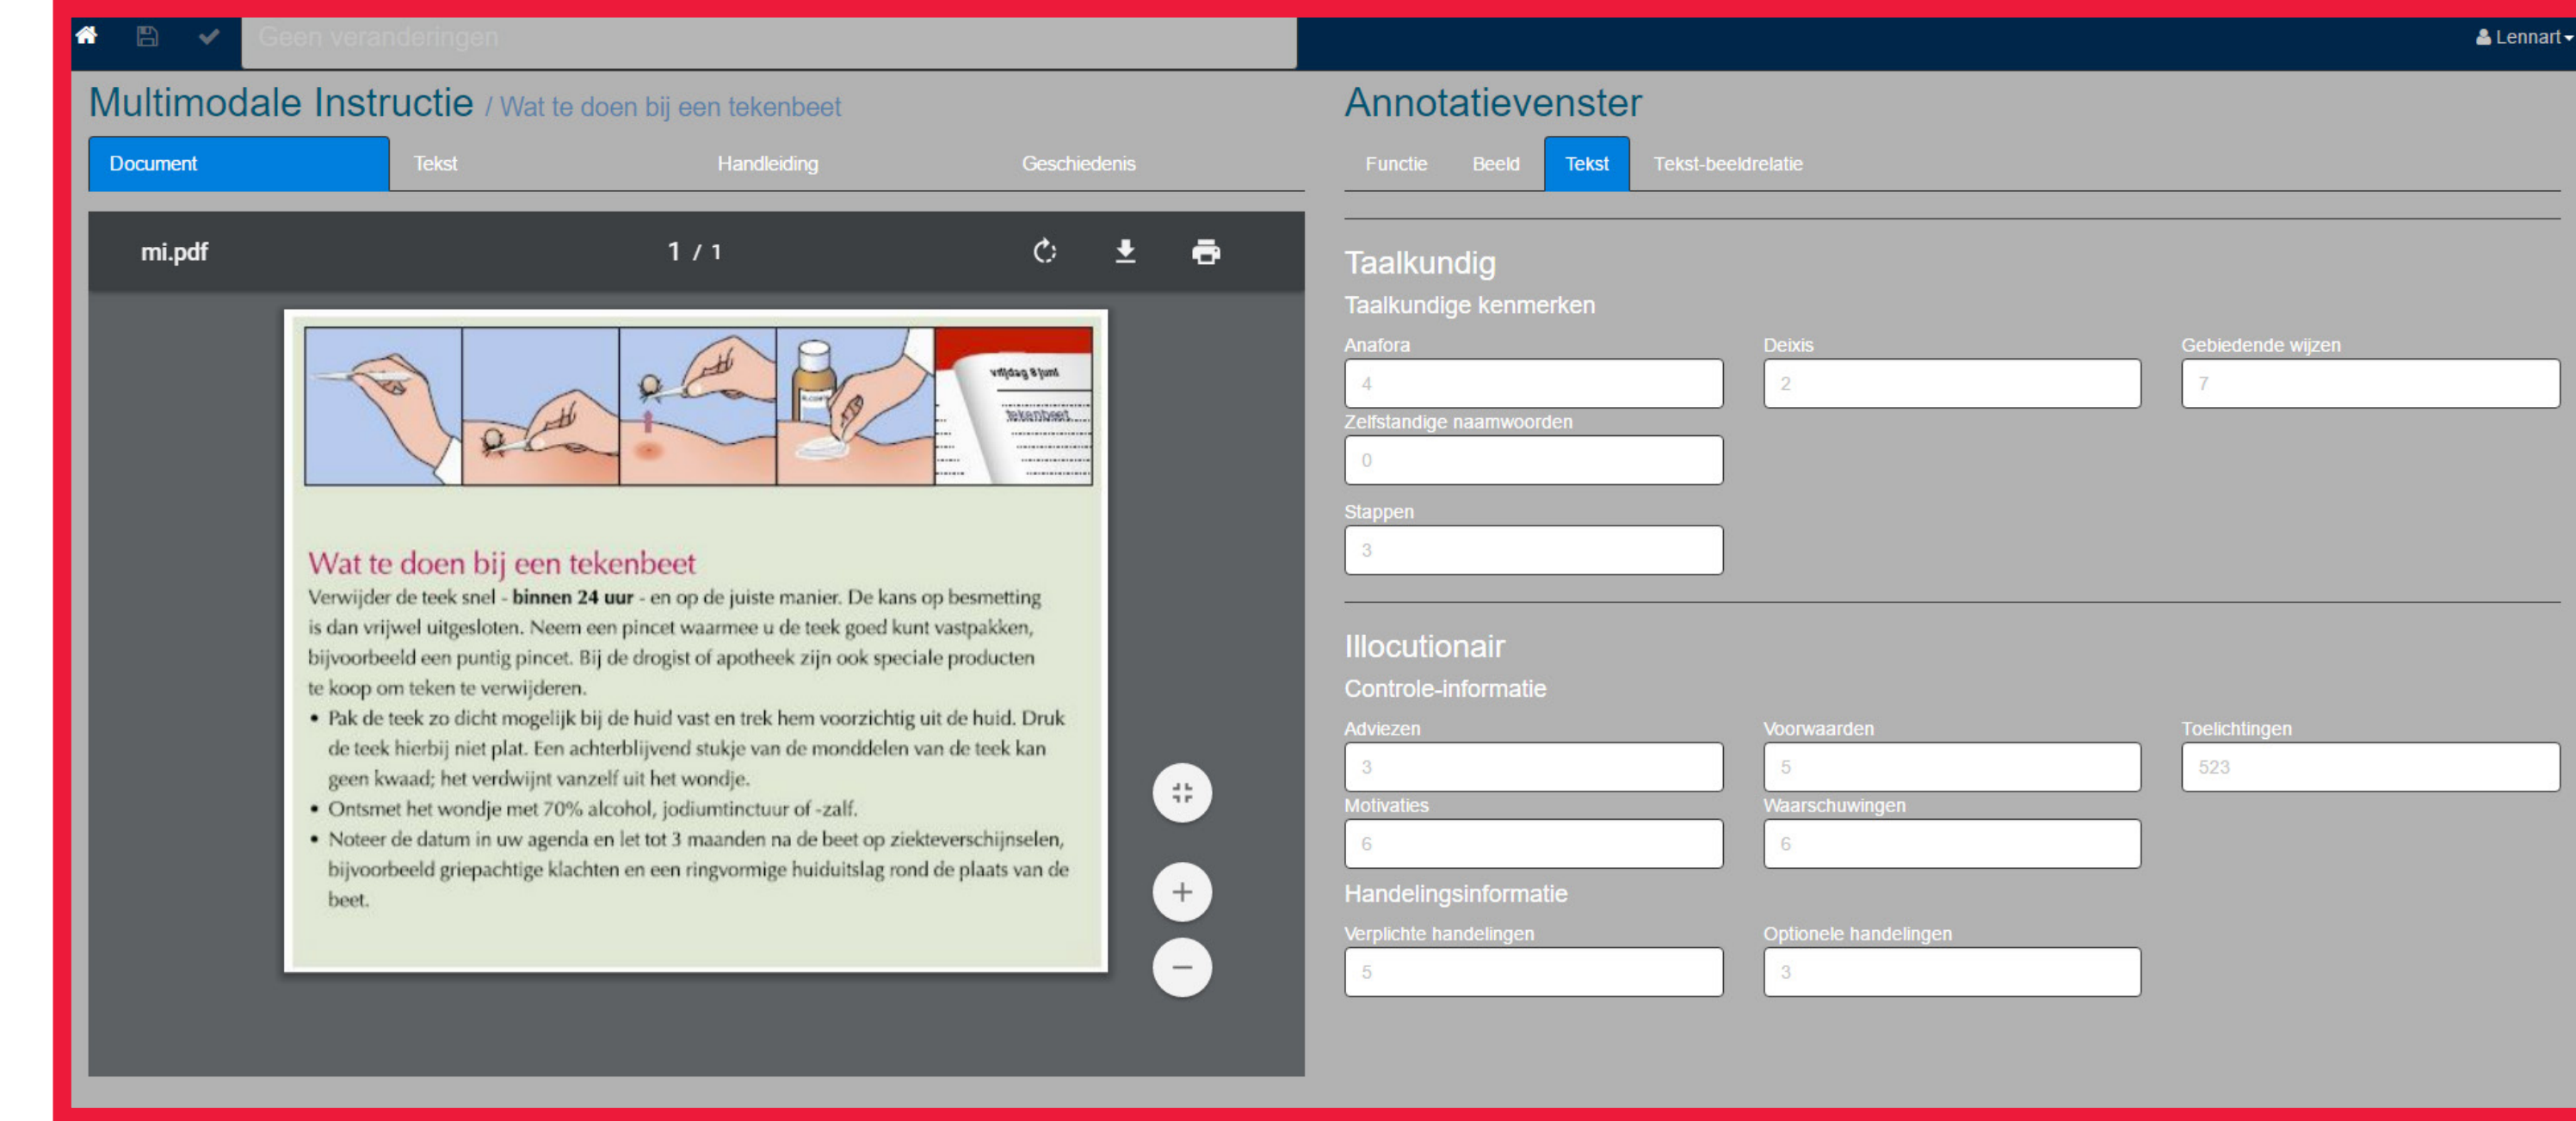 Geen veranderingen
Lennart
Multimodale Instructie / Wat te doen bij een tekenbeet
Document
Tekst
Handleiding
Geschiedenis
mi.pdf
1 / 1
vrijdag 8 juni
tekenbeet
Wat te doen bij een tekenbeet
Verwijder de teek snel - binnen 24 uur - en op de juiste manier. De kans op besmetting
is dan vrijwel uitgesloten. Neem een pincet waarmee u de teek goed kunt vastpakken,
bijvoorbeeld een puntig pincet. Bij de drogist of apotheek zijn ook speciale producten
te koop om teken te verwijderen.
• Pak de teek zo dicht mogelijk bij de huid vast en trek hem voorzichtig uit de huid. Druk
de teek hierbij niet plat. Een achterblijvend stukje van de monddelen van de teek kan
geen kwaad; het verdwijnt vanzelf uit het wondje.
• Ontsmet het wondje met 70% alcohol, jodiumtinctuur of -zalf.
• Noteer de datum in uw agenda en let tot 3 maanden na de beet op ziekteverschijnselen,
bijvoorbeeld griepachtige klachten en een ringvormige huiduitslag rond de plaats van de
beet.
Annotatievenster
Functie
Beeld
Tekst
Tekst-beeldrelatie
Taalkundig
Taalkundige kenmerken
Anafora
Deixis
Gebiedende wijzen
4
2
7
Zelfstandige naamwoorden
0
Stappen
3
Illocutionair
Controle-informatie
Adviezen
Voorwaarden
Toelichtingen
3
5
523
Motivaties
Waarschuwingen
6
6
Handelingsinformatie
Verplichte handelingen
Optionele handelingen
5
3